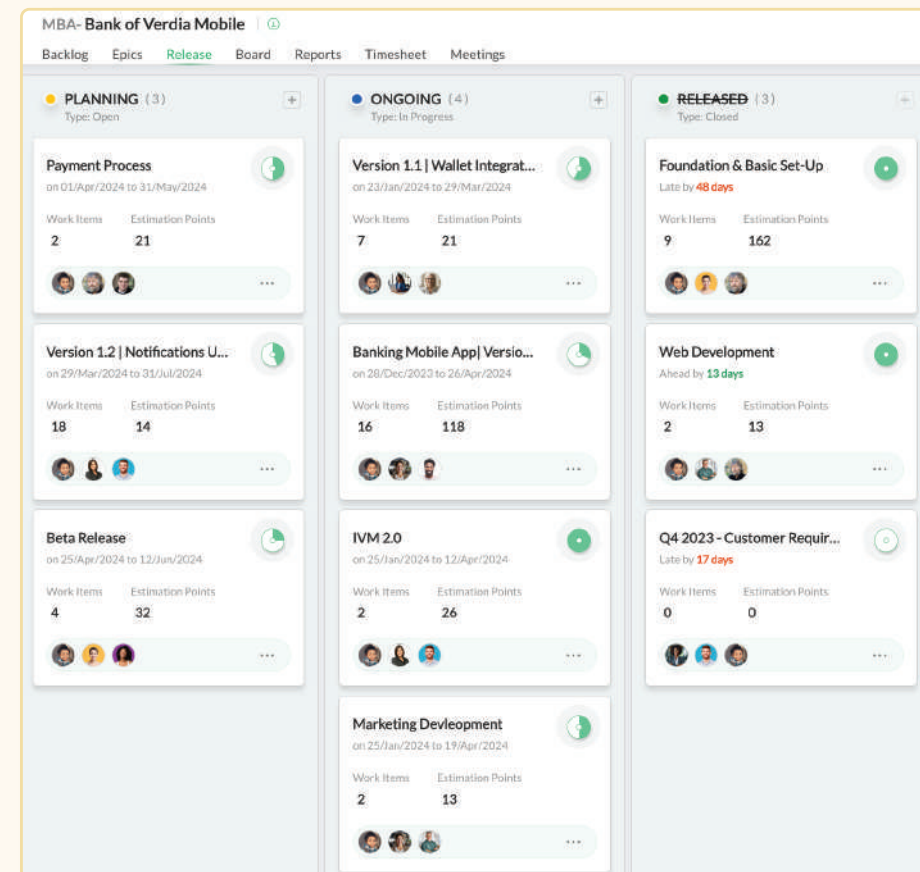 MBA- Bank of Verdia Mobile
Backlog Epics Release Board Reports Timesheet Meetings
PLANNING (3)
Type: Open
Payment Process
on 01/Apr/2024 to 31/May/2024
Work Items Estimation Points
2 21
...
Version 1.2 | Notifications U...
on 29/Mar/2024 to 31/Jul/2024
Work Items Estimation Points
18 14
...
Beta Release
on 25/Apr/2024 to 12/Jun/2024
Work Items Estimation Points
4 32
...
ONGOING (4)
Type: In Progress
Version 1.1 | Wallet Integrat...
on 23/Jan/2024 to 29/Mar/2024
Work Items Estimation Points
7 21
...
Banking Mobile App| Versio...
on 28/Dec/2023 to 26/Apr/2024
Work Items Estimation Points
16 118
...
IVM 2.0
on 25/Jan/2024 to 12/Apr/2024
Work Items Estimation Points
2 26
...
Marketing Devleopment
on 25/Jan/2024 to 19/Apr/2024
Work Items Estimation Points
2 13
...
RELEASED (3)
Type: Closed
Foundation & Basic Set-Up
Late by 48 days
Work Items Estimation Points
9 162
...
Web Development
Ahead by 13 days
Work Items Estimation Points
2 13
...
Q4 2023 - Customer Requir...
Late by 17 days
Work Items Estimation Points
0 0
...